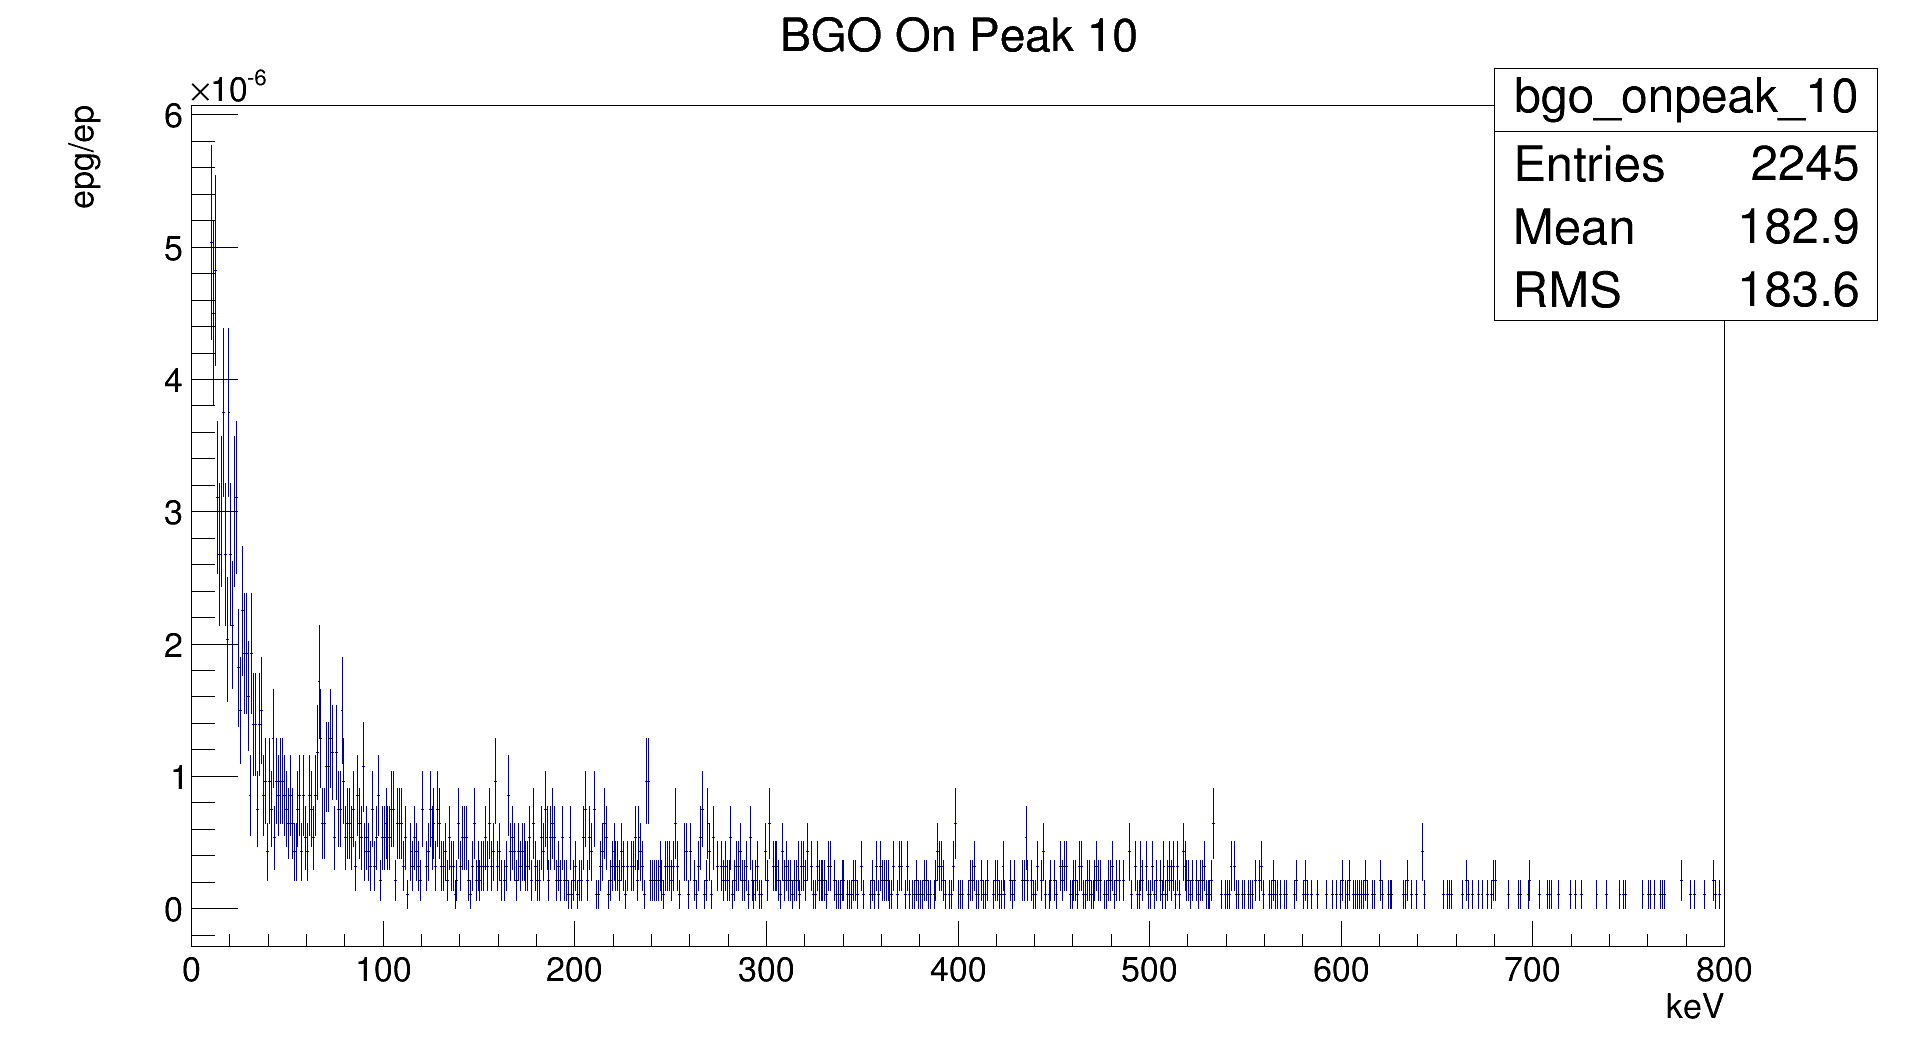 BGO On Peak 10
×10-6
epg/ep
bgo_onpeak_10
Entries 2245
Mean 182.9
RMS 183.6
6
5
4
3
2
1
0
0 100 200 300 400 500 600 700 800
keV